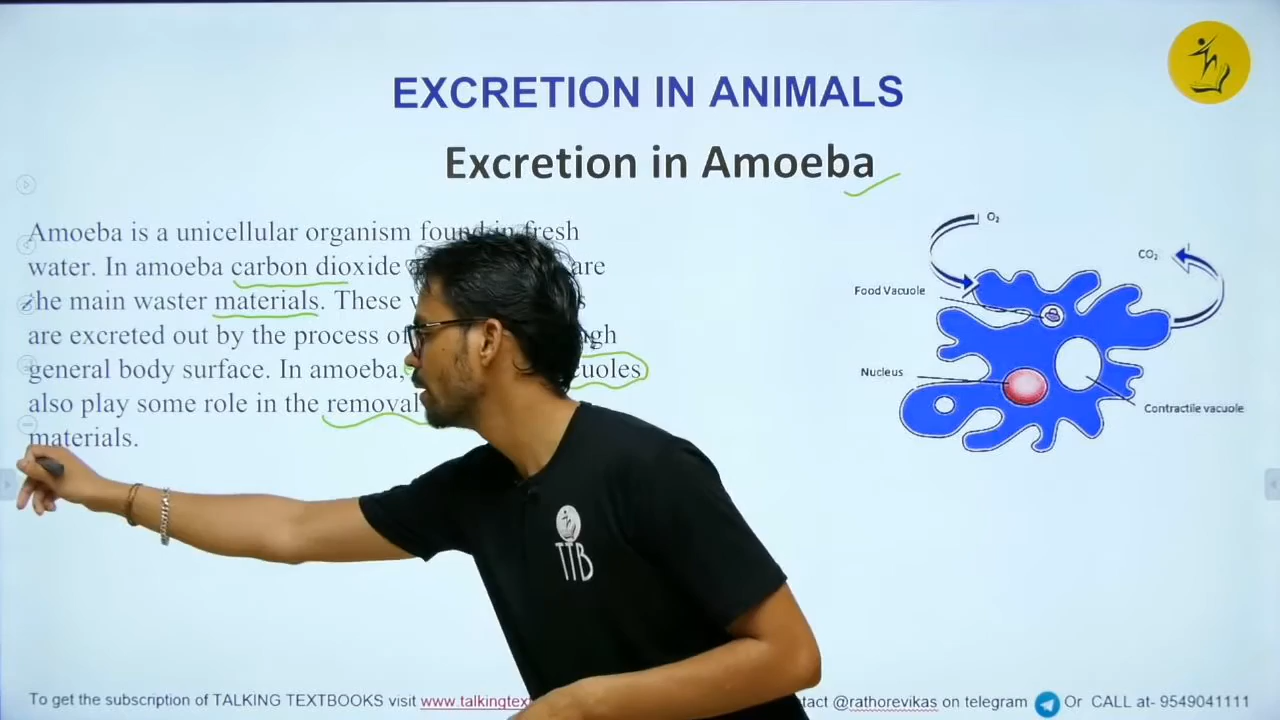 EXCRETION IN ANIMALS
Excretion in Amoeba
Amoeba is a unicellular organism found in fresh
water. In amoeba carbon dioxide are
the main waster materials. These
are excreted out by the process of
general body surface. In amoeba,
also play some role in the removal
materials.
O₂
CO₂
Food Vacuole
Nucleus
Contractile vacuole
TTB
To get the subscription of TALKING TEXTBOOKS visit @rathorevikas on telegram Or CALL at- 9549041111